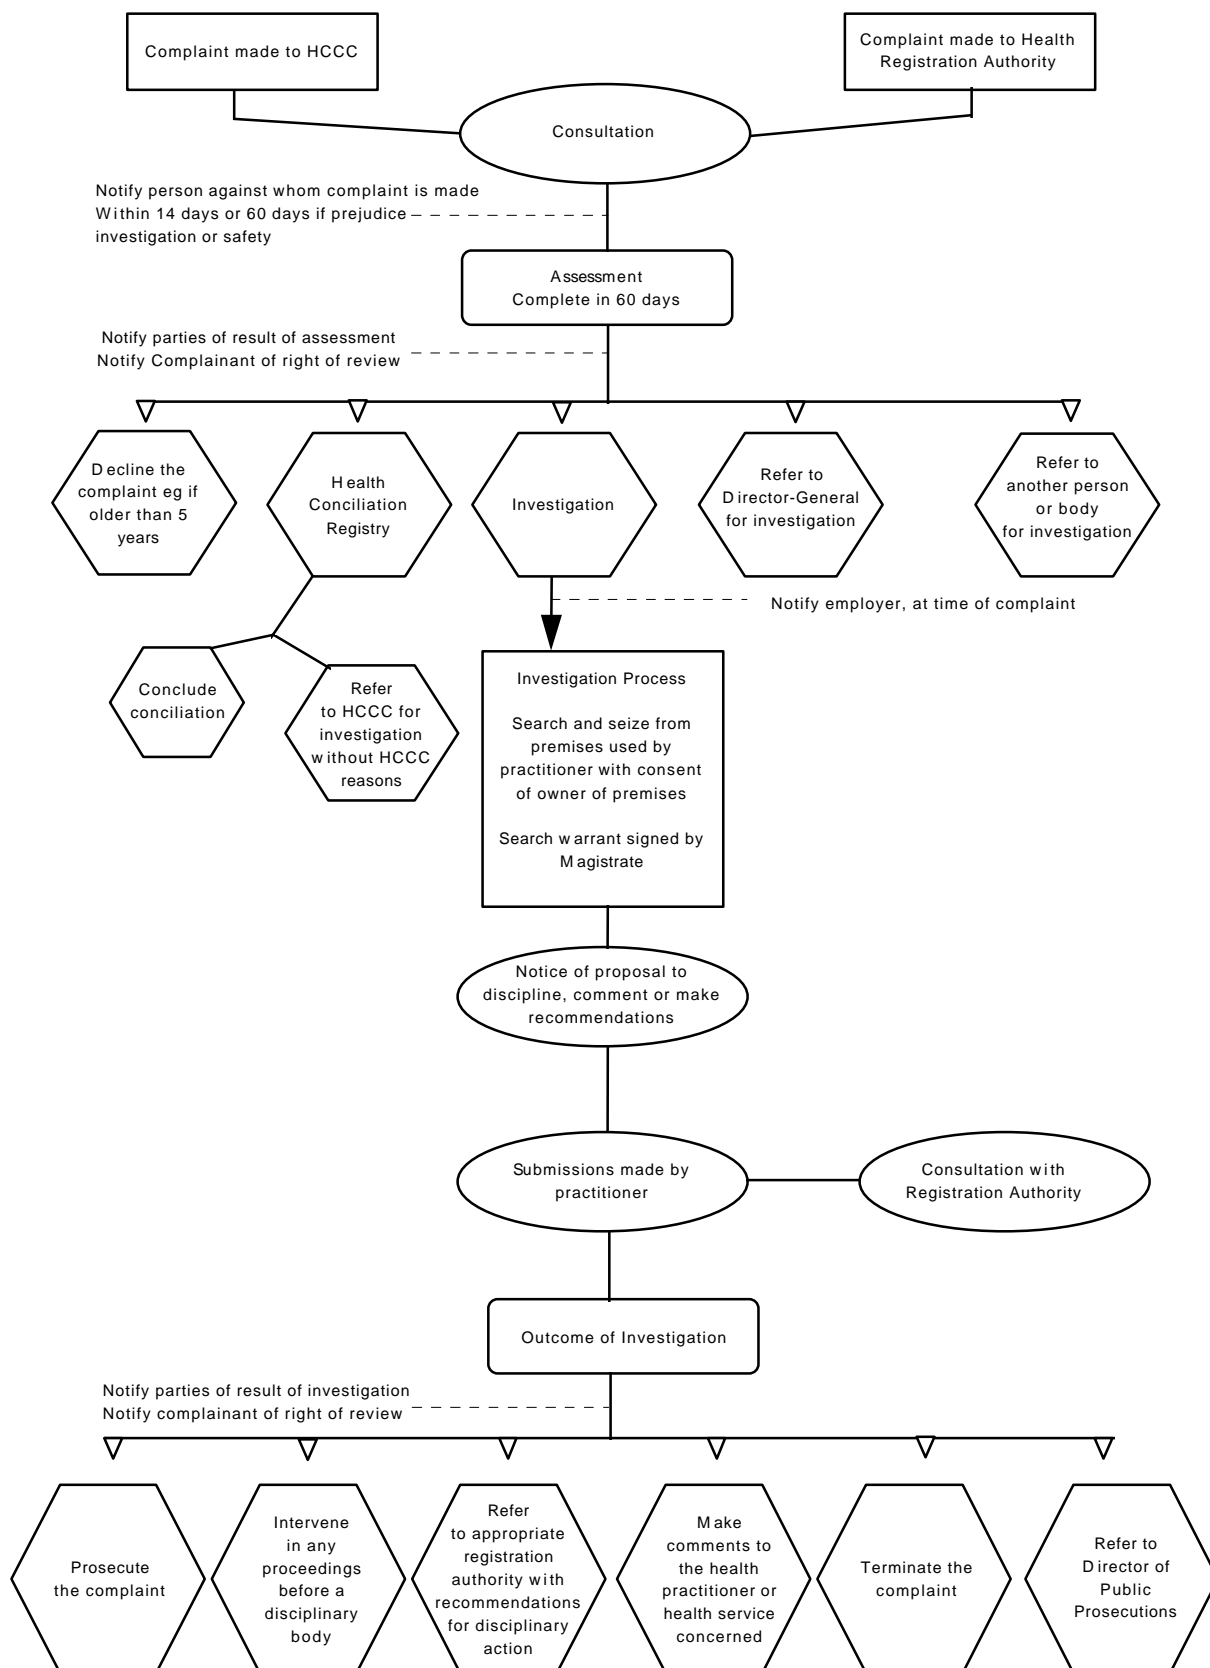 Complaint made to HCCC
Complaint made to Health
Registration Authority
Consultation
Notify person against whom complaint is made
Within 14 days or 60 days if prejudice
investigation or safety
Assessment
Complete in 60 days
Notify parties of result of assessment
Notify Complainant of right of review
Decline the
complaint eg if
older than 5
years
Health
Conciliation
Registry
Investigation
Refer to
Director-General
for investigation
Refer to
another person
or body
for investigation
Notify employer, at time of complaint
Conclude
conciliation
Refer
to HCCC for
investigation
without HCCC
reasons
Investigation Process
Search and seize from
premises used by
practitioner with consent
of owner of premises
Search warrant signed by
Magistrate
Notice of proposal to
discipline, comment or make
recommendations
Submissions made by
practitioner
Consultation with
Registration Authority
Outcome of Investigation
Notify parties of result of investigation
Notify complainant of right of review
Prosecute
the complaint
Intervene
in any
proceedings
before a
disciplinary
body
Refer
to appropriate
registration
authority with
recommendations
for disciplinary
action
Make
comments to
the health
practitioner or
health service
concerned
Terminate the
complaint
Refer to
Director of
Public
Prosecutions